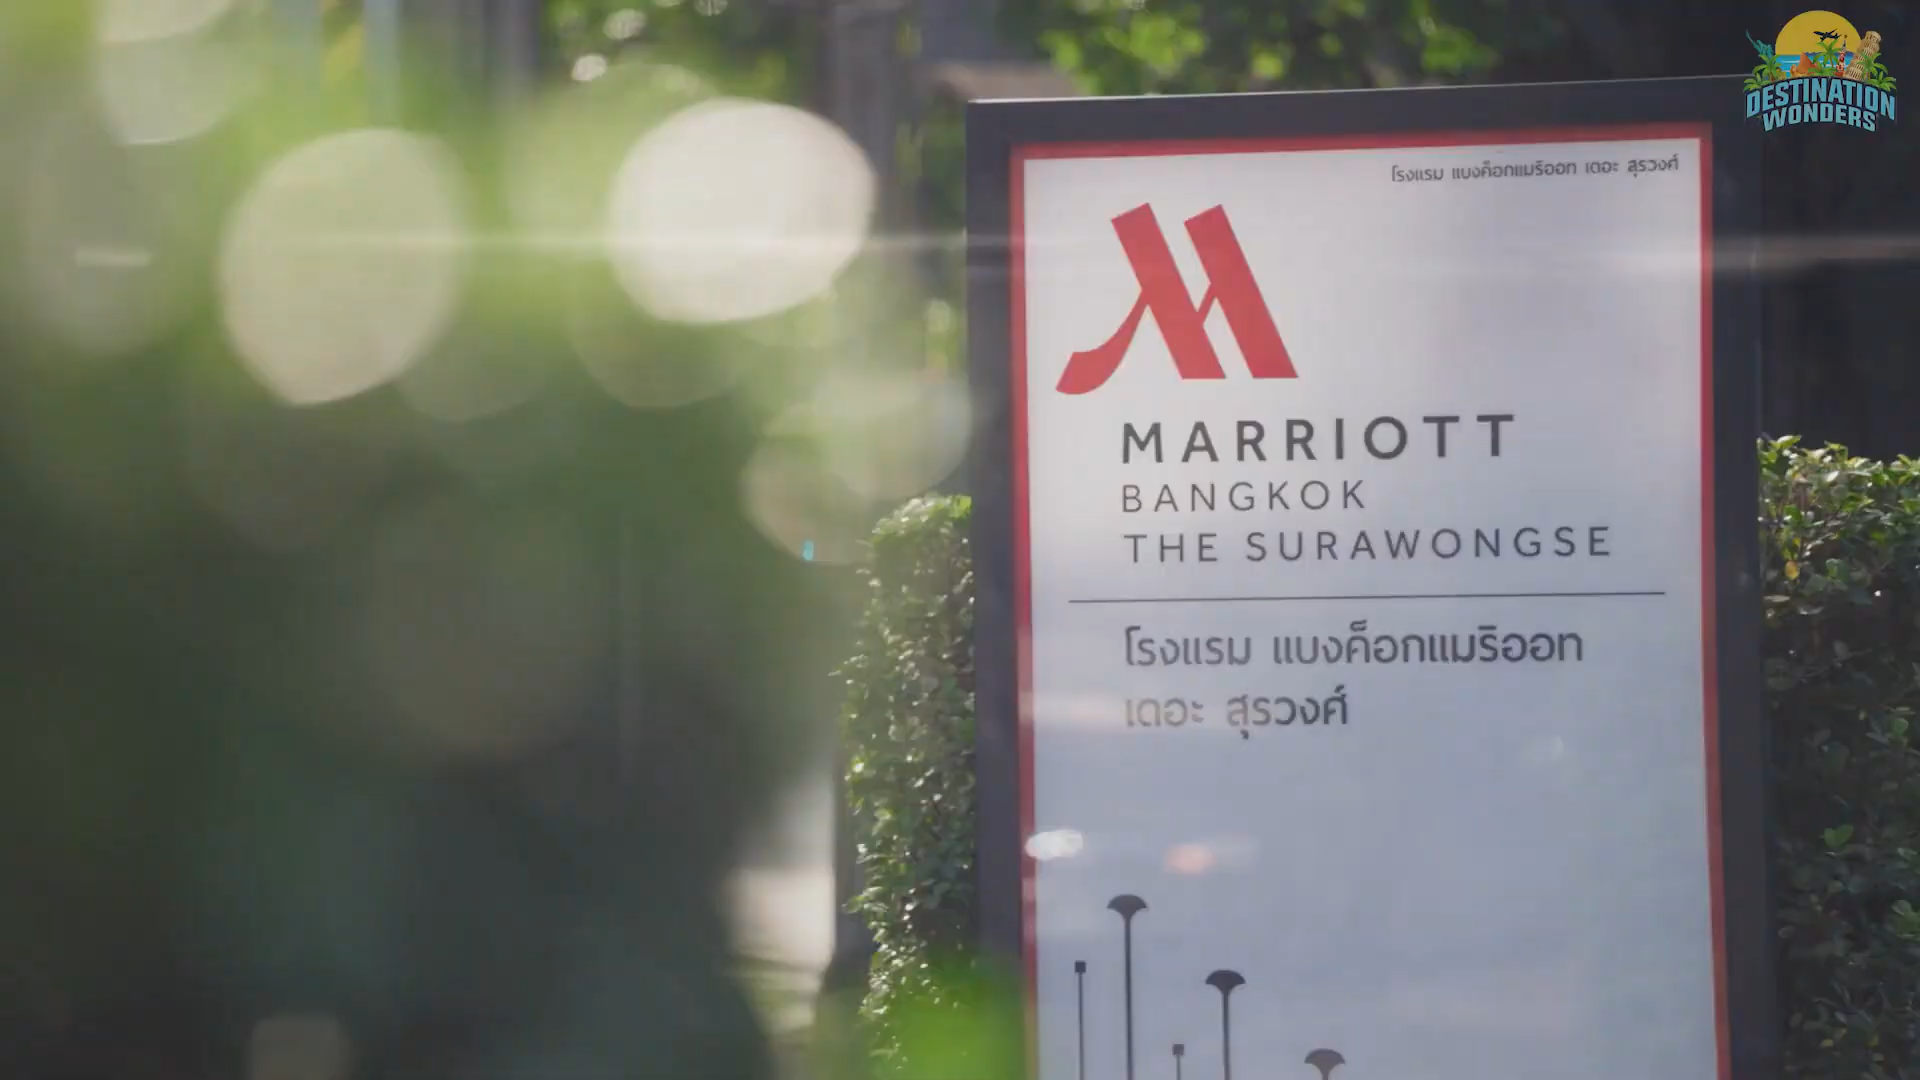 DESTINATION
WONDERS
โรงแรม แบงค็อกแมริออท เดอะ สุรวงศ์
MARRIOTT
BANGKOK
THE SURAWONGSE
โรงแรม แบงค็อกแมริออท
เดอะ สุรวงศ์